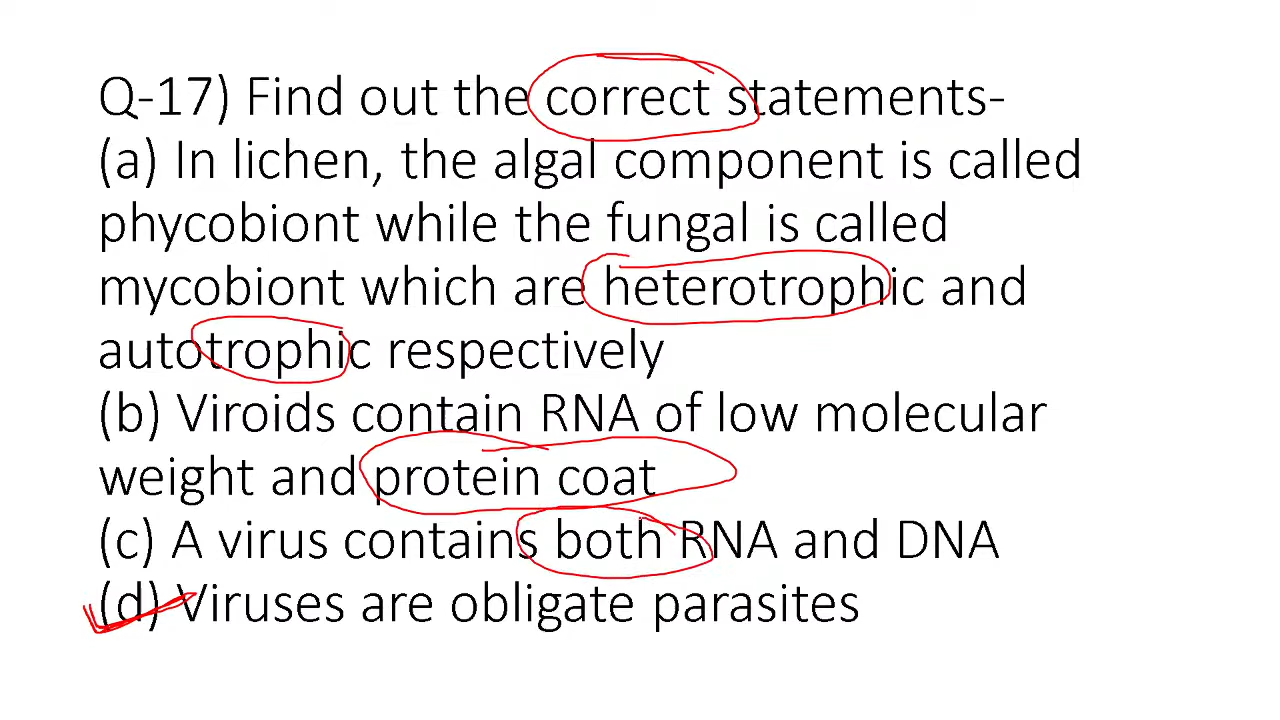 Q-17) Find out the correct statements-
(a) In lichen, the algal component is called
phycobiont while the fungal is called
mycobiont which are heterotrophic and
autotrophic respectively
(b) Viroids contain RNA of low molecular
weight and protein coat
(c) A virus contains both RNA and DNA
(d) Viruses are obligate parasites